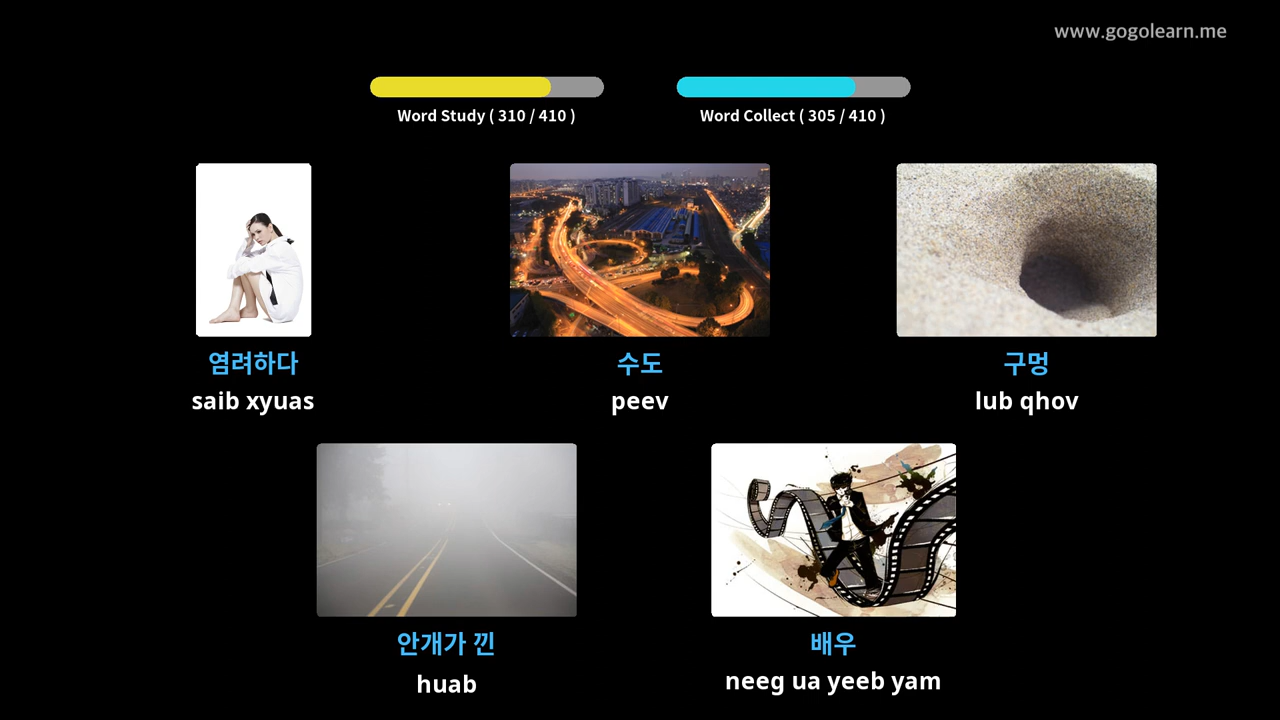 www.gogolearn.me
Word Study ( 310 / 410 )
Word Collect ( 305 / 410 )
염려하다
saib xyuas
수도
peev
구멍
lub qhov
안개가 낀
huab
배우
neeg ua yeeb yam